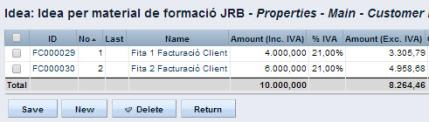 Idea: Idea per material de formació JRB - Properties - Main - Customer
ID No Last Name Amount (Inc. IVA) % IVA Amount (Exc. IVA)
FC000029 1 Fita 1 Facturació Client 4.000,000 21,00% 3.305,79
FC000030 2 Fita 2 Facturació Client 6.000,000 21,00% 4.958,68
Total 10.000,000 8.264,46
Save New Delete Return